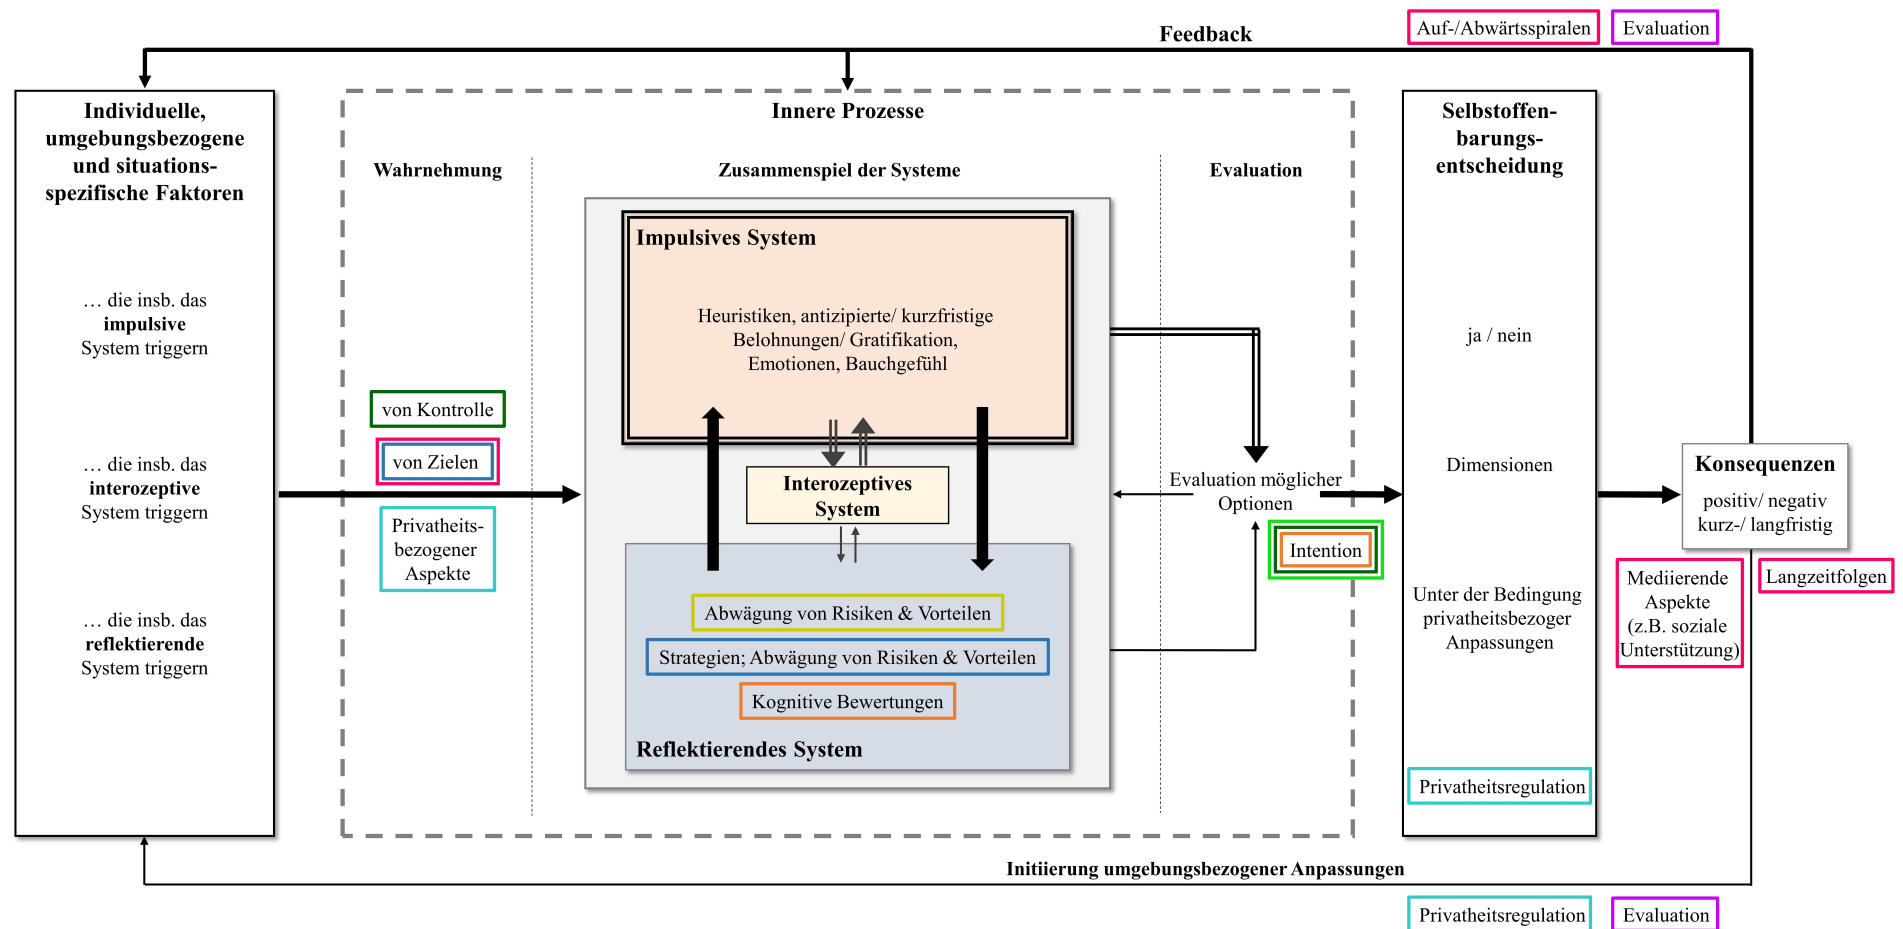 Auf-/Abwärtsspiralen
Evaluation
Feedback
Individuelle,
umgebungsbezogene
und situations-
spezifische Faktoren
… die insb. das
impulsive
System triggern
… die insb. das
interozeptive
System triggern
… die insb. das
reflektierende
System triggern
Innere Prozesse
Wahrnehmung
von Kontrolle
von Zielen
Privatheits-
bezogener
Aspekte
Zusammenspiel der Systeme
Impulsives System
Heuristiken, antizipierte/ kurzfristige
Belohnungen/ Gratifikation,
Emotionen, Bauchgefühl
Interozeptives
System
Abwägung von Risiken & Vorteilen
Strategien; Abwägung von Risiken & Vorteilen
Kognitive Bewertungen
Reflektierendes System
Evaluation
Evaluation möglicher
Optionen
Intention
Selbstoffen-
barungs-
entscheidung
ja / nein
Dimensionen
Unter der Bedingung
privatheitsbezoger
Anpassungen
Privatheitsregulation
Konsequenzen
positiv/ negativ
kurz-/ langfristig
Mediierende
Aspekte
(z.B. soziale
Unterstützung)
Langzeitfolgen
Initiierung umgebungsbezogener Anpassungen
Privatheitsregulation
Evaluation